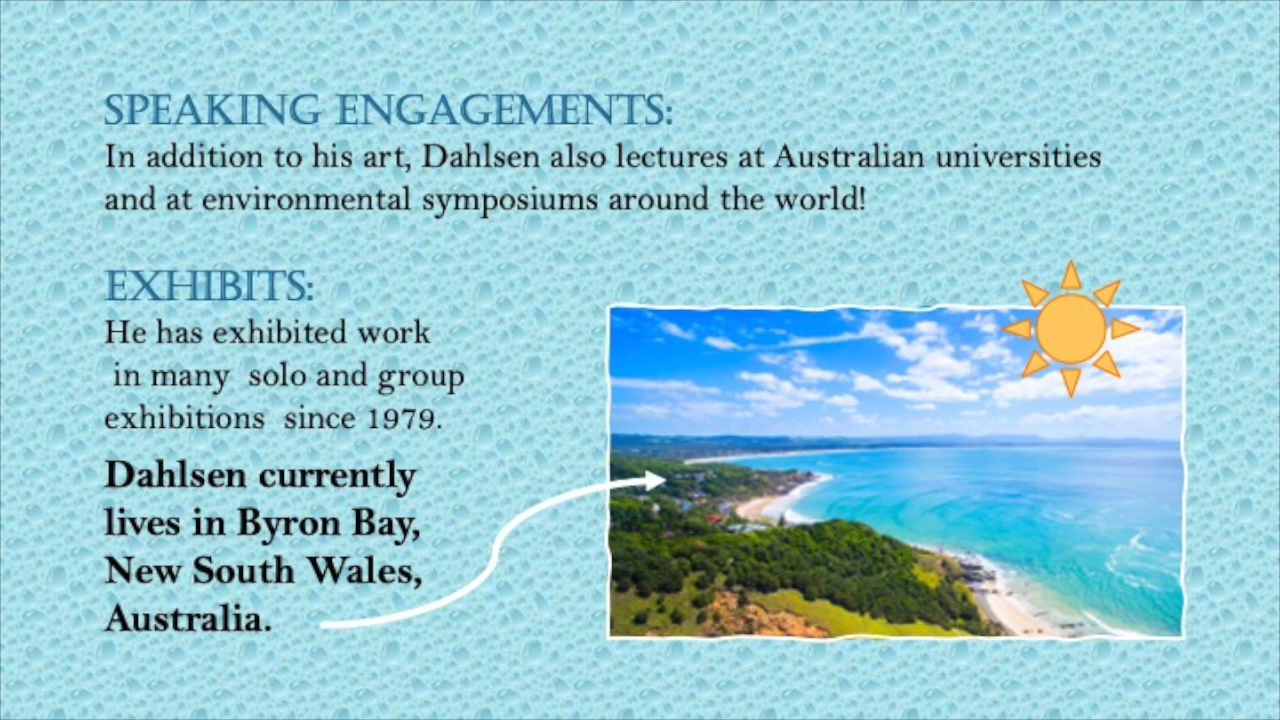 SPEAKING ENGAGEMENTS:
In addition to his art, Dahlsen also lectures at Australian universities
and at environmental symposiums around the world!
EXHIBITS:
He has exhibited work
in many solo and group
exhibitions since 1979.
Dahlsen currently
lives in Byron Bay,
New South Wales,
Australia.